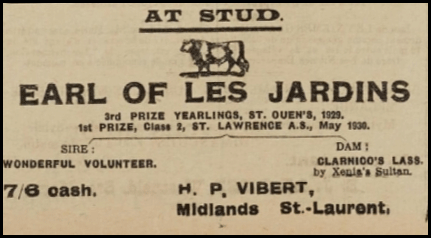 AT STUD.
EARL OF LES JARDINS
3rd PRIZE YEARLINGS, ST. OUEN'S, 1929.
1st PRIZE, Class 2, ST. LAWRENCE A.S., May 1930.
SIRE: DAM:
WONDERFUL VOLUNTEER. CLARNICO'S LASS.
by Xenia's Sultan.
7/6 cash. H. P. VIBERT,
Midlands St.-Laurent.